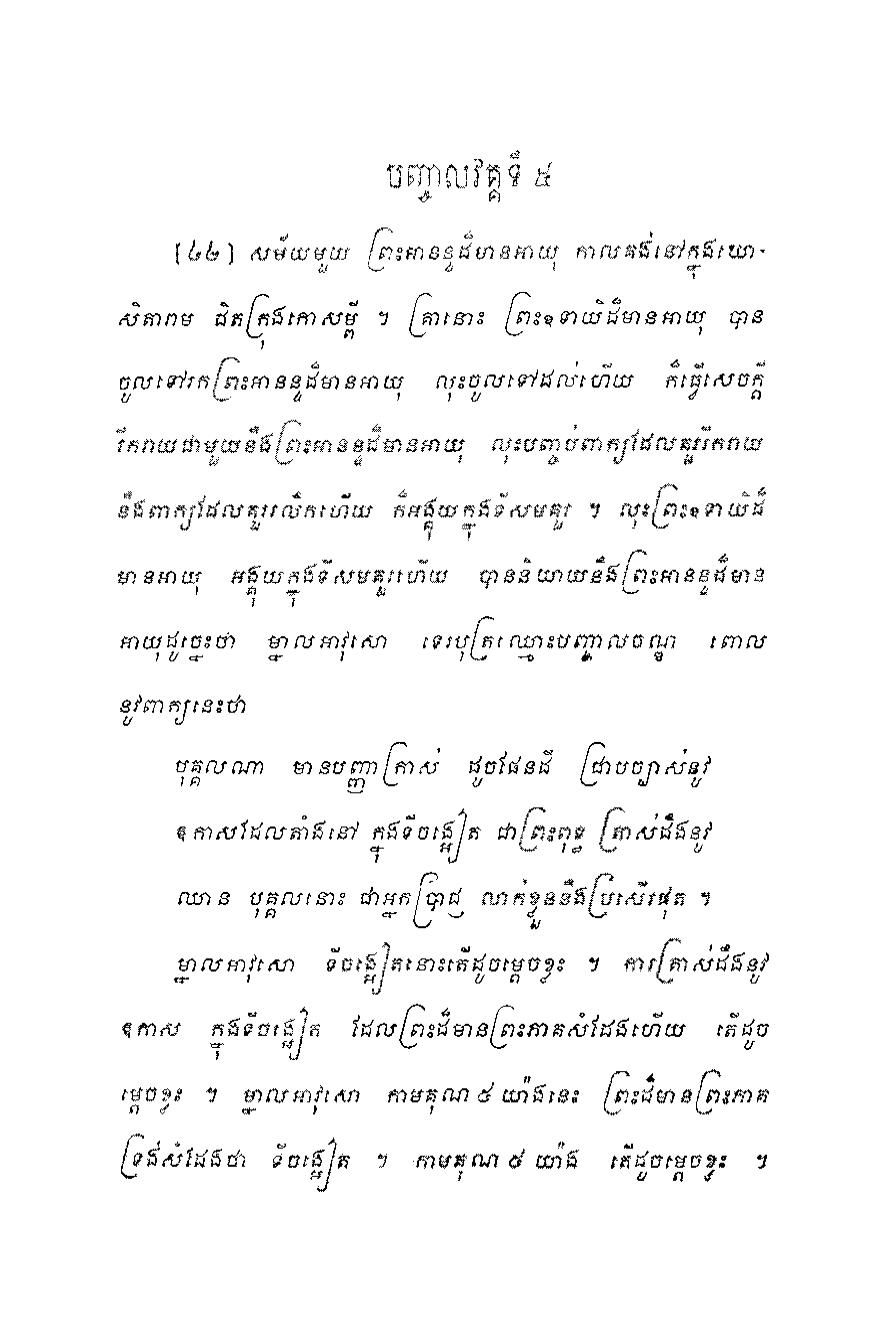 បញ្ចាលវគ្គទី ៥
[៤២] សម័យមួយ ព្រះអានន្ទដ៏មានអាយុ កាលគង់នៅក្នុងឃោ-
សិតារាម ជិតក្រុងកោសម្ពី ។ គ្រានោះ ព្រះឧទាយិដ៏មានអាយុ បាន
ចូលទៅរកព្រះអានន្ទដ៏មានអាយុ លុះចូលទៅដល់ហើយ ក៏ធ្វើសេចក្តី
រីករាយជាមួយនឹងព្រះអានន្ទដ៏មានអាយុ លុះបញ្ចប់ពាក្យដែលគួររីករាយ
នឹងពាក្យដែលគួររលឹកហើយ ក៏អង្គុយក្នុងទីសមគួរ ។ លុះព្រះឧទាយិដ៏
មានអាយុ អង្គុយក្នុងទីសមគួរហើយ បាននិយាយនឹងព្រះអានន្ទដ៏មាន
អាយុដូច្នេះថា ម្នាលអាវុសោ ទេវបុត្រឈ្មោះបញ្ចាលចណ្ឌ ពោល
នូវពាក្យនេះថា
បុគ្គលណា មានបញ្ញាក្រាស់ ដូចផែនដី ជ្រាបច្បាស់នូវ
ឱកាសដែលតាំងនៅ ក្នុងទីចង្អៀត ជាព្រះពុទ្ធ ត្រាស់ដឹងនូវ
ឈាន បុគ្គលនោះ ជាអ្នកប្រាជ្ញ លាក់ខ្លួននឹងប្រសើរផុត ។
ម្នាលអាវុសោ ទីចង្អៀតនោះតើដូចម្តេចខ្លះ ។ ការត្រាស់ដឹងនូវ
ឱកាស ក្នុងទីចង្អៀត ដែលព្រះដ៏មានព្រះភាគសំដែងហើយ តើដូច
ម្តេចខ្លះ ។ ម្នាលអាវុសោ កាមគុណ ៥ យ៉ាងនេះ ព្រះដ៏មានព្រះភាគ
ទ្រង់សំដែងថា ទីចង្អៀត ។ កាមគុណ ៥ យ៉ាង តើដូចម្តេចខ្លះ ។